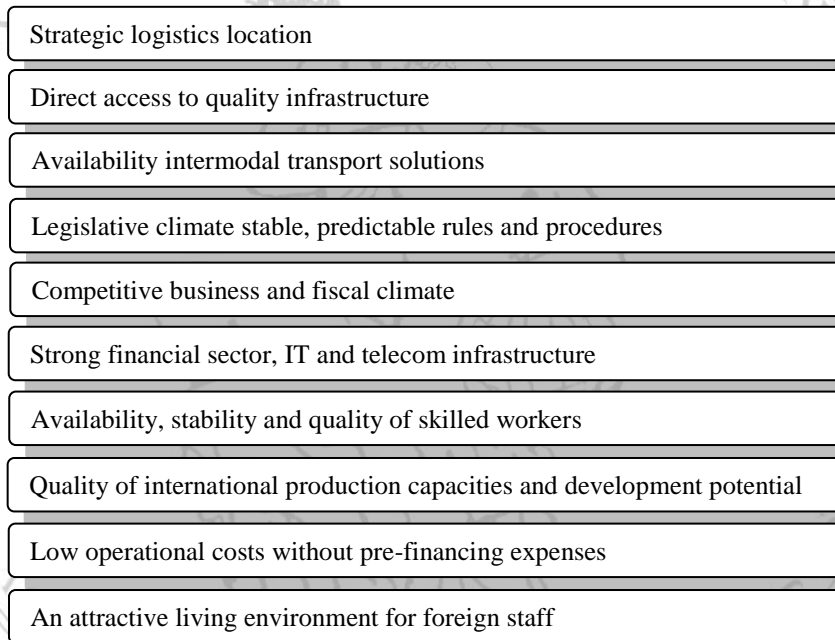 Strategic logistics location
Direct access to quality infrastructure
Availability intermodal transport solutions
Legislative climate stable, predictable rules and procedures
Competitive business and fiscal climate
Strong financial sector, IT and telecom infrastructure
Availability, stability and quality of skilled workers
Quality of international production capacities and development potential
Low operational costs without pre-financing expenses
An attractive living environment for foreign staff